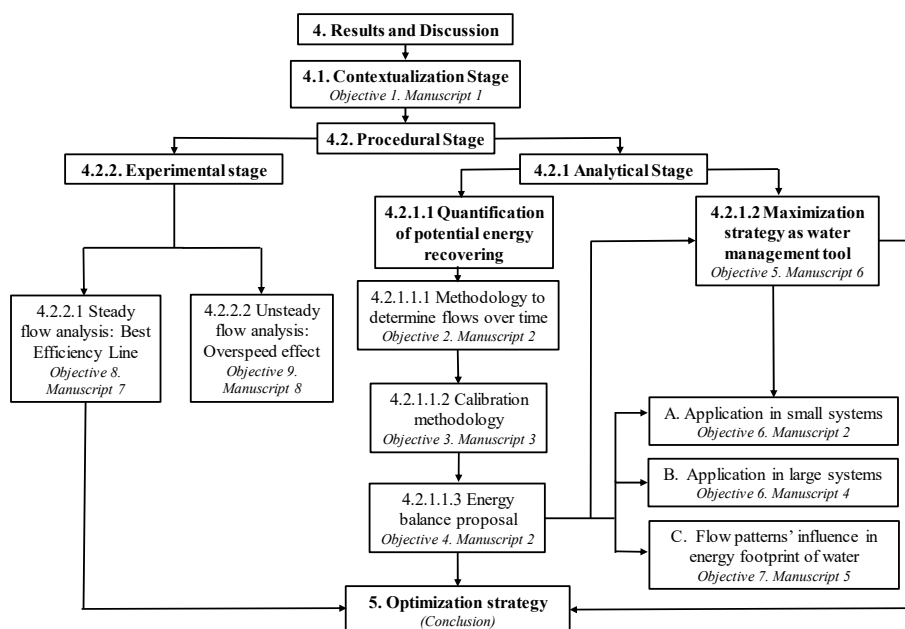 4. Results and Discussion
4.1. Contextualization Stage
Objective 1. Manuscript 1
4.2. Procedural Stage
4.2.2. Experimental stage
4.2.1 Analytical Stage
4.2.1.1 Quantification
of potential energy
recovering
4.2.1.2 Maximization
strategy as water
management tool
Objective 5. Manuscript 6
4.2.2.1 Steady
flow analysis: Best
Efficiency Line
Objective 8.
Manuscript 7
4.2.2.2 Unsteady
flow analysis:
Overspeed effect
Objective 9.
Manuscript 8
4.2.1.1.1 Methodology to
determine flows over time
Objective 2. Manuscript 2
4.2.1.1.2 Calibration
methodology
Objective 3. Manuscript 3
4.2.1.1.3 Energy
balance proposal
Objective 4. Manuscript 2
A. Application in small systems
Objective 6. Manuscript 2
B. Application in large systems
Objective 6. Manuscript 4
C. Flow patterns’ influence in
energy footprint of water
Objective 7. Manuscript 5
5. Optimization strategy
(Conclusion)